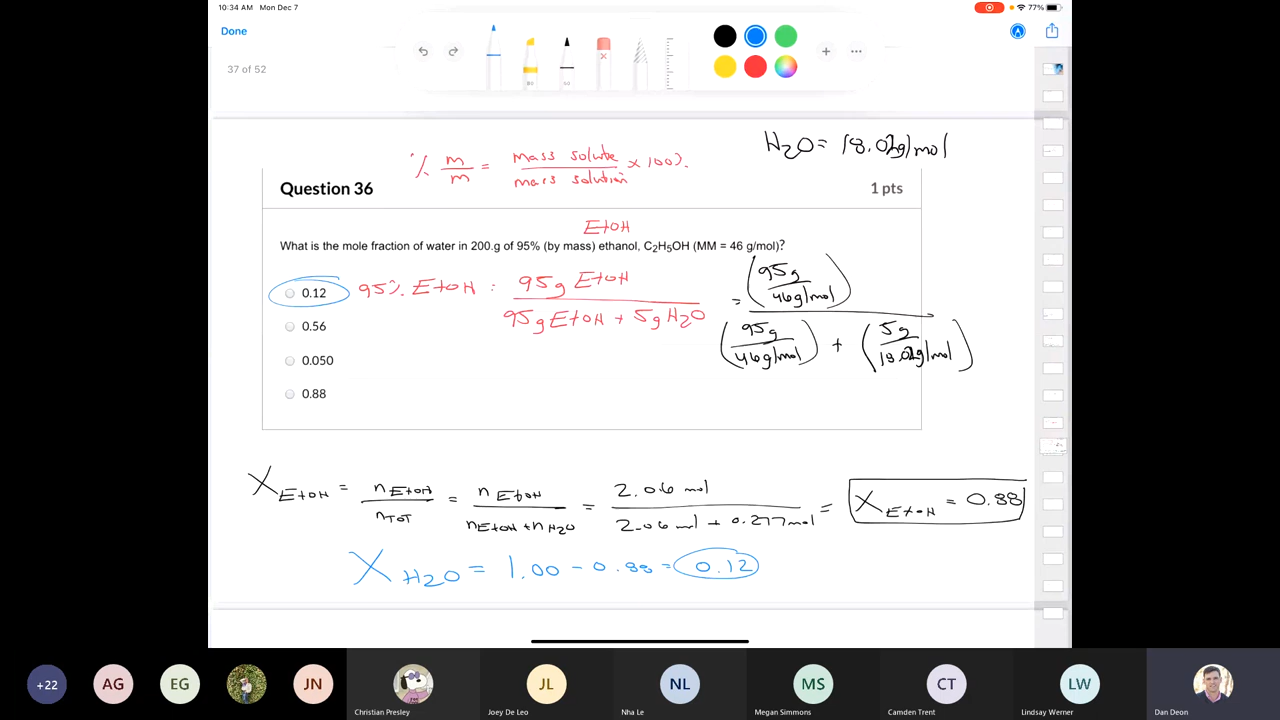 10:34 AM Mon Dec 7
77%
Done
37 of 52
H2O = 18.02g/mol
% m/m = mass solute / mass solution x 100%
Question 36
1 pts
EtOH
What is the mole fraction of water in 200.g of 95% (by mass) ethanol, C2H5OH (MM = 46 g/mol)?
0.12
95% EtOH = 95g EtOH / 95g EtOH + 5g H2O
= (95g / 46g/mol) / (95g / 46g/mol) + (5g / 18.02g/mol)
0.56
0.050
0.88
XEtOH = nEtOH / nTOT = nEtOH / nEtOH + nH2O = 2.06 mol / 2.06 mol + 0.277mol = XEtOH = 0.88
XH2O = 1.00 - 0.88 = 0.12
+22
AG
EG
JN
JL
NL
MS
CT
LW
Christian Presley
Joey De Leo
Nha Le
Megan Simmons
Camden Trent
Lindsay Werner
Dan Deon